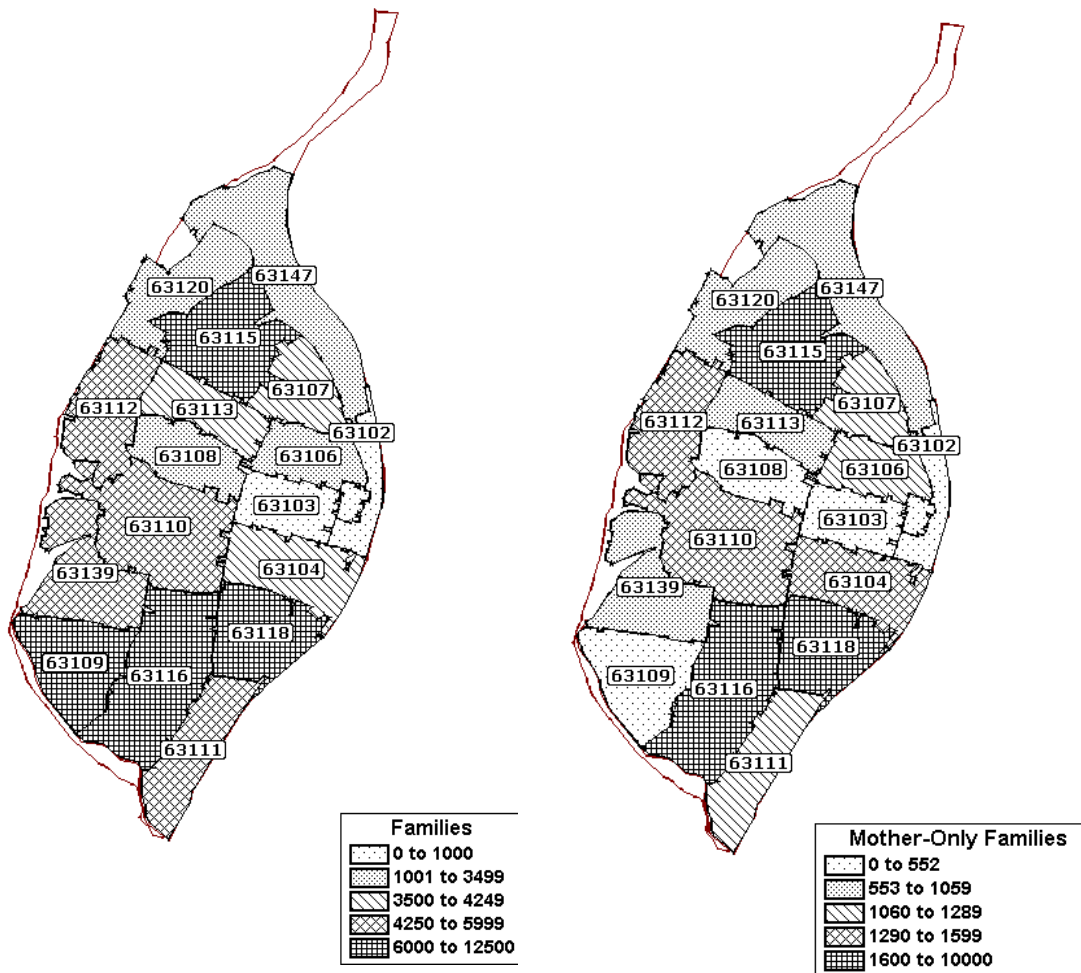 63147
63120
63115
63107
63112
63113
63102
63108
63106
63103
63110
63104
63139
63118
63109
63116
63111
Families
0 to 1000
1001 to 3499
3500 to 4249
4250 to 5999
6000 to 12500
63147
63120
63115
63107
63112
63113
63102
63108
63106
63103
63110
63104
63139
63118
63109
63116
63111
Mother-Only Families
0 to 552
553 to 1059
1060 to 1289
1290 to 1599
1600 to 10000